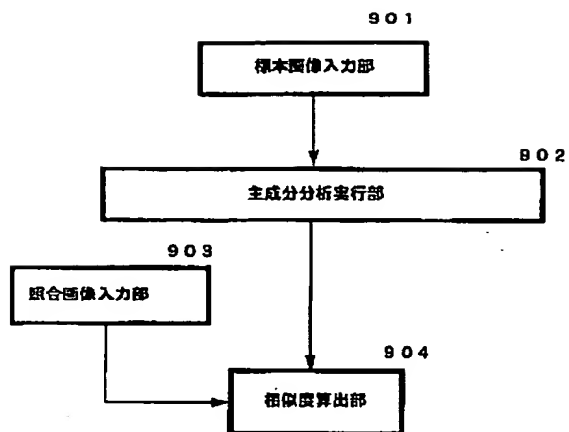 901
標本画像入力部
902
主成分分析実行部
903
照合画像入力部
904
相似度算出部